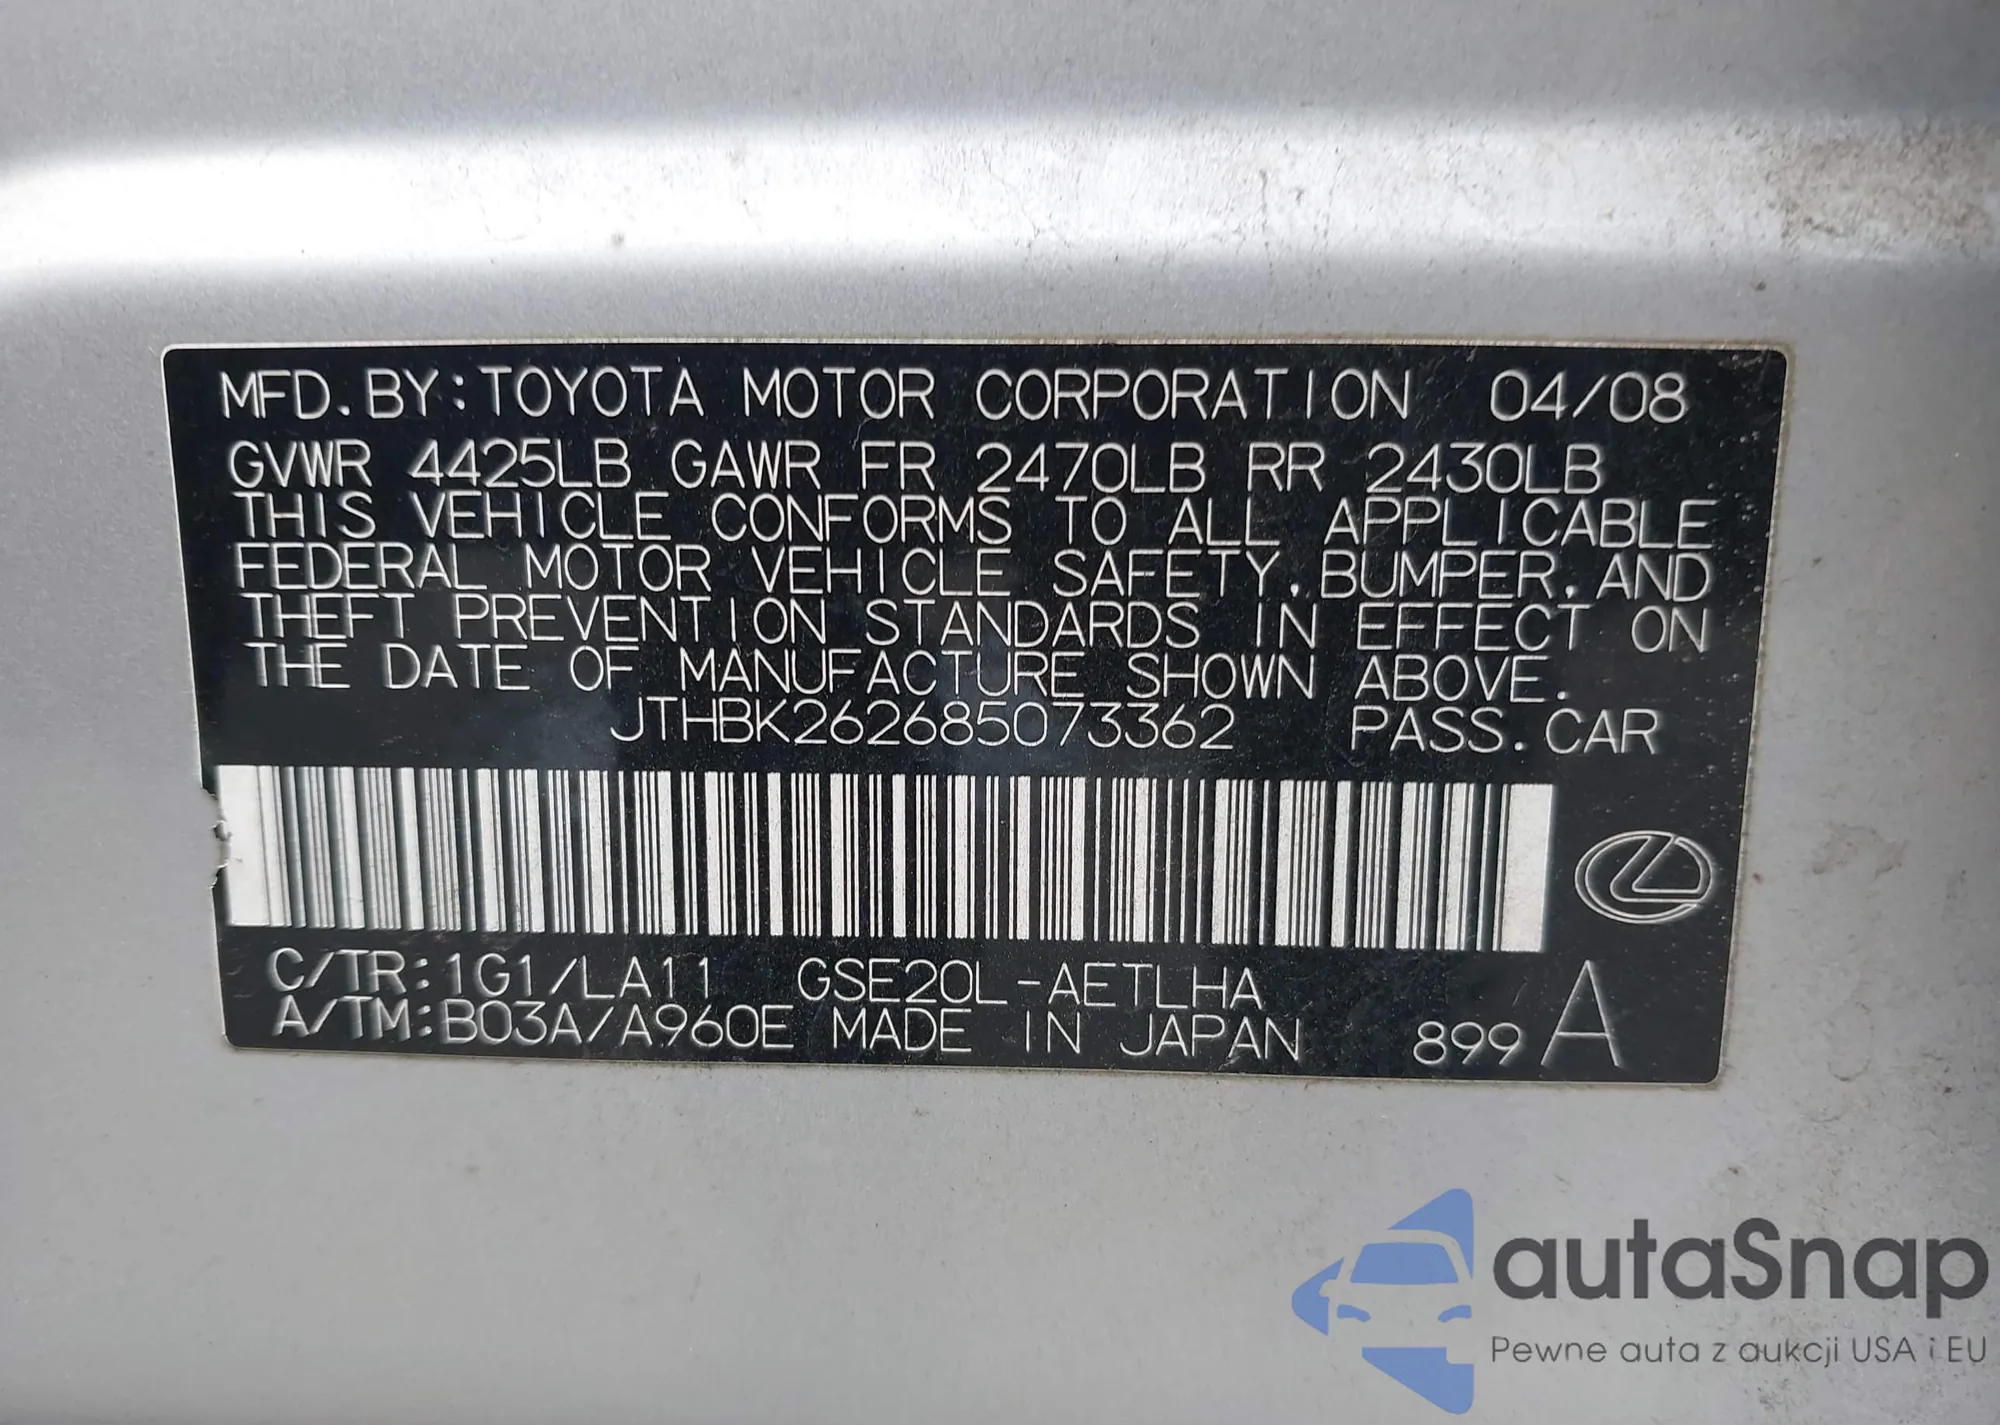 MFD. BY: TOYOTA MOTOR CORPORATION 04/08
GVWR 4425LB GAWR FR 2470LB RR 2430LB
THIS VEHICLE CONFORMS TO ALL APPLICABLE
FEDERAL MOTOR VEHICLE SAFETY, BUMPER, AND
THEFT PREVENTION STANDARDS IN EFFECT ON
THE DATE OF MANUFACTURE SHOWN ABOVE.
JTHBK262685073362 PASS. CAR
C/TR: 1G1/LA11 GSE20L-AETLHA
A/TM: B03A/A960E MADE IN JAPAN 899 A
autaSnap
Pewne auta z aukcji USA i EU